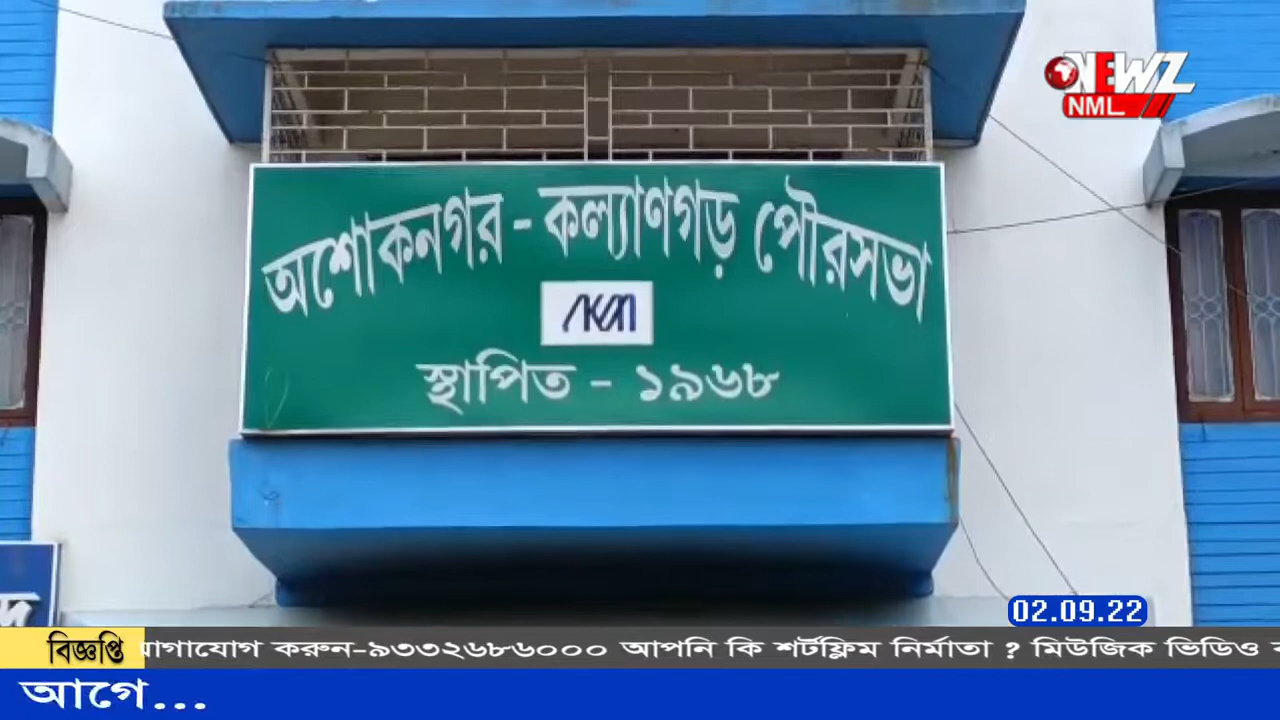 NEWZ
NML
অশোকনগর - কল্যাণগড় পৌরসভা
স্থাপিত - ১৯৬৮
02.09.22
বিজ্ঞপ্তি
করুন-৯৩৩২৬৮৬০০০ আপনি কি শর্টফ্লিম নির্মাতা ? মিউজিক ভিডিও
আগে...